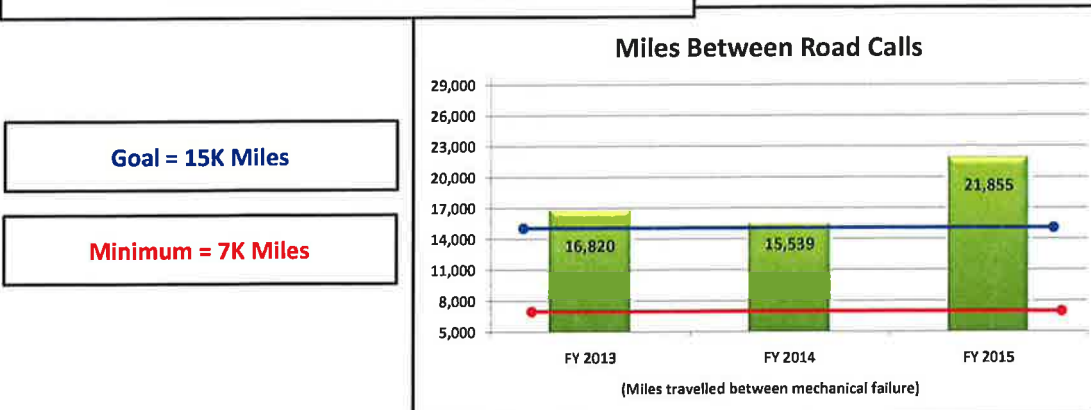 Goal = 15K Miles
Minimum = 7K Miles
Miles Between Road Calls
29,000
26,000
23,000
20,000
17,000
14,000
11,000
8,000
5,000
16,820
15,539
21,855
FY 2013
FY 2014
FY 2015
(Miles travelled between mechanical failure)